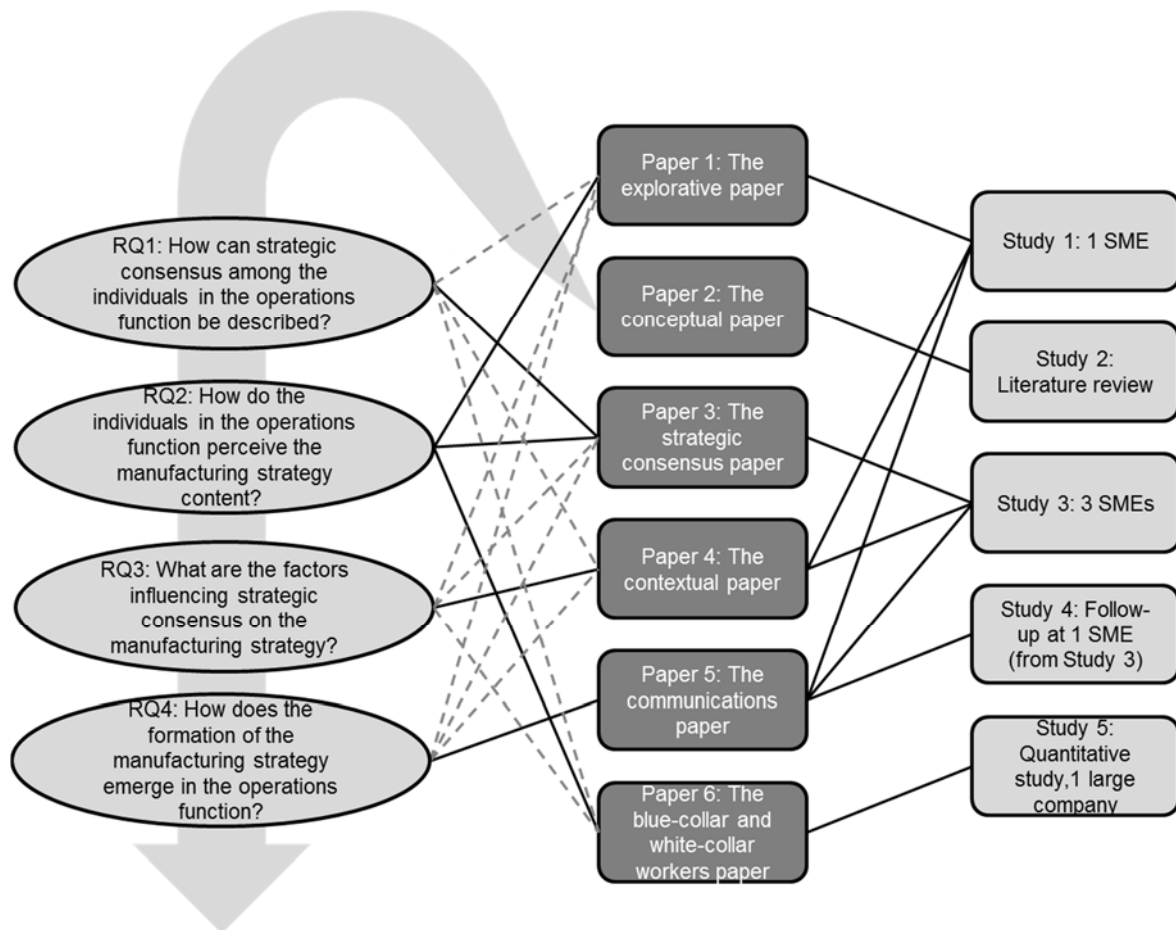 RQ1: How can strategic
consensus among the
individuals in the operations
function be described?
RQ2: How do the
individuals in the operations
function perceive the
manufacturing strategy
content?
RQ3: What are the factors
influencing strategic
consensus on the
manufacturing strategy?
RQ4: How does the
formation of the
manufacturing strategy
emerge in the operations
function?
Paper 1: The
explorative paper
Paper 2: The
conceptual paper
Paper 3: The
strategic
consensus paper
Paper 4: The
contextual paper
Paper 5: The
communications
paper
Paper 6: The
blue-collar and
white-collar
workers paper
Study 1: 1 SME
Study 2:
Literature review
Study 3: 3 SMEs
Study 4: Follow-
up at 1 SME
(from Study 3)
Study 5:
Quantitative
study,1 large
company